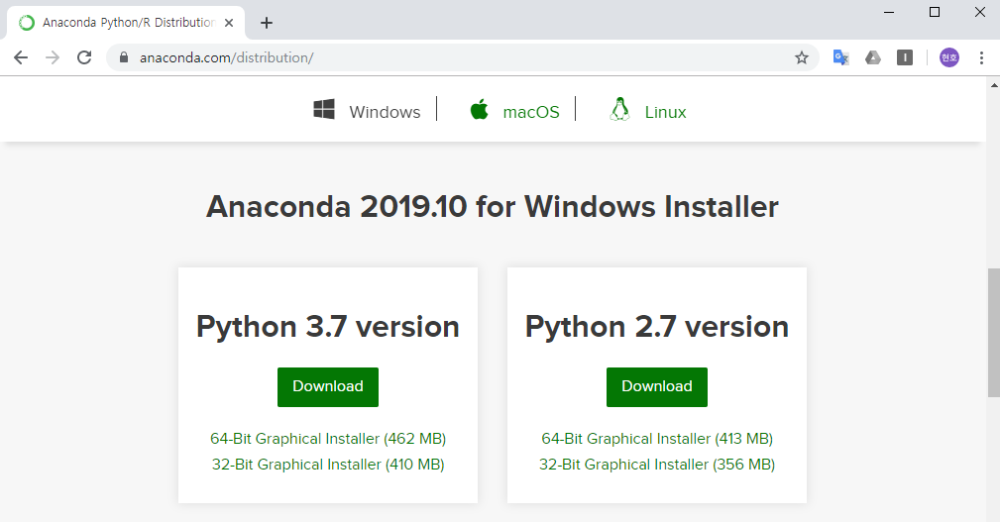 Anaconda Python/R Distribution
anaconda.com/distribution/
현호
Windows
macOS
Linux
Anaconda 2019.10 for Windows Installer
Python 3.7 version
Download
64-Bit Graphical Installer (462 MB)
32-Bit Graphical Installer (410 MB)
Python 2.7 version
Download
64-Bit Graphical Installer (413 MB)
32-Bit Graphical Installer (356 MB)